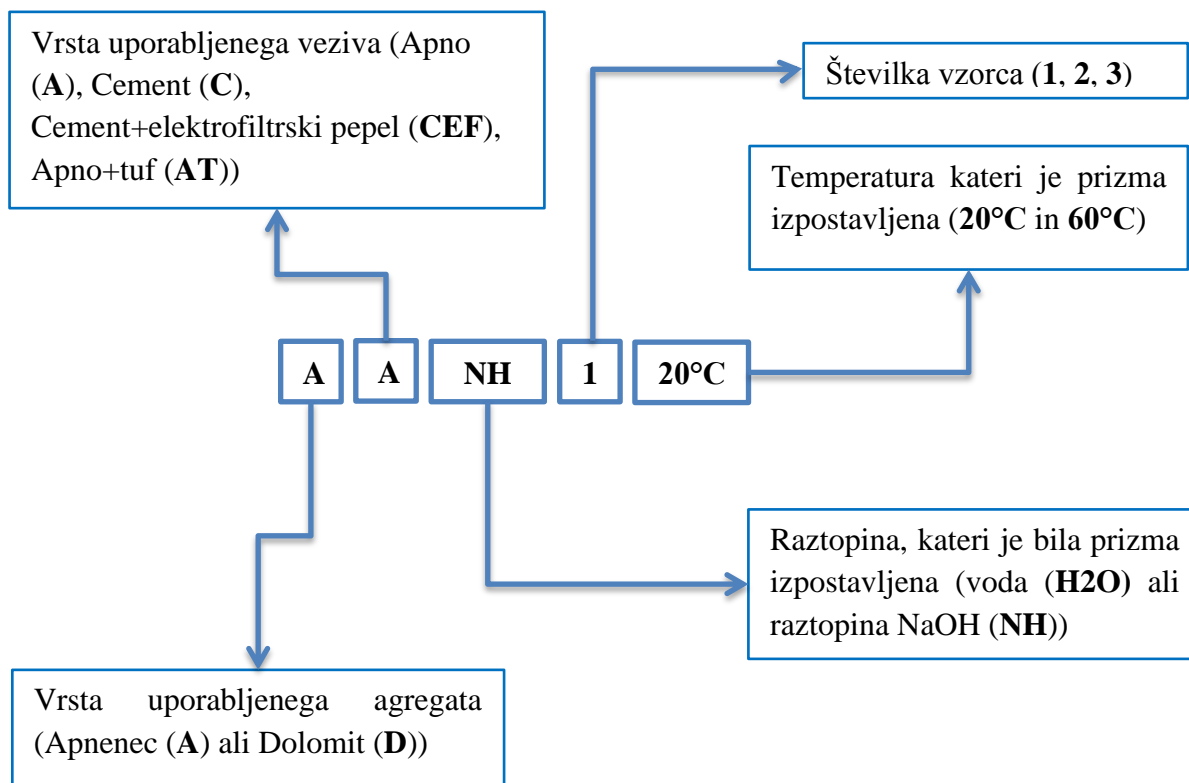 Vrsta uporabljenega veziva (Apno
(A), Cement (C),
Cement+elektrofiltrski pepel (CEF),
Apno+tuf (AT))
Številka vzorca (1, 2, 3)
Temperatura kateri je prizma
izpostavljena (20°C in 60°C)
A A NH 1 20°C
Raztopina, kateri je bila prizma
izpostavljena (voda (H2O) ali
raztopina NaOH (NH))
Vrsta uporabljenega agregata
(Apnenec (A) ali Dolomit (D))